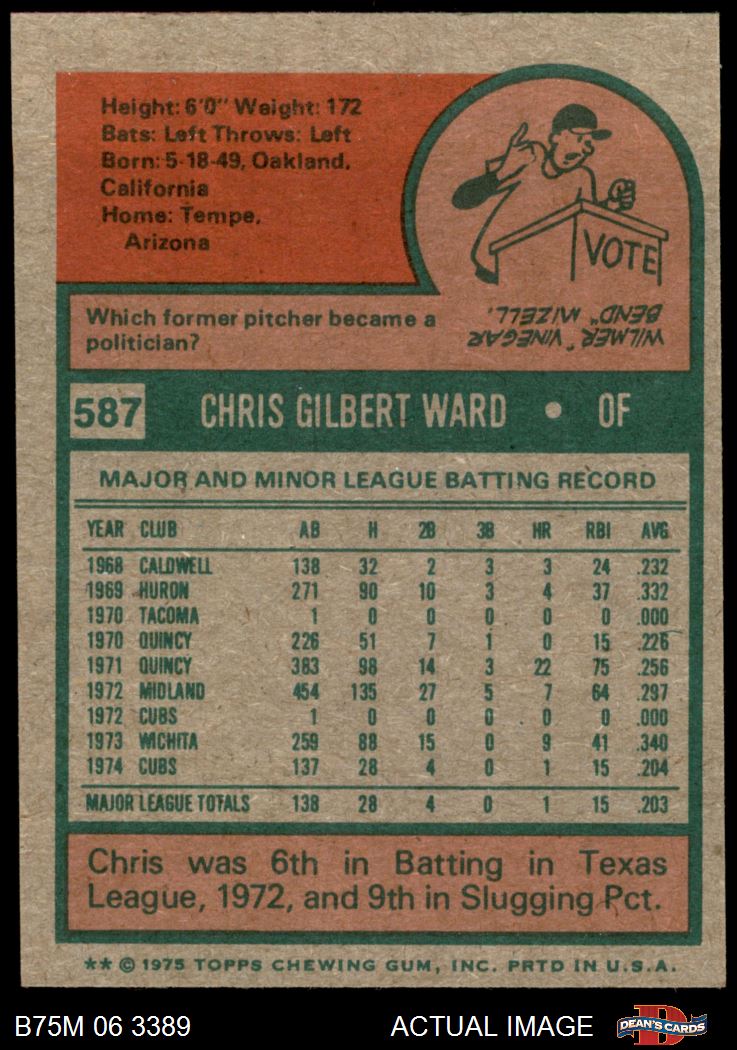 Height: 6'0" Weight: 172
Bats: Left Throws: Left
Born: 5-18-49, Oakland,
California
Home: Tempe,
Arizona
VOTE
Which former pitcher became a
politician?
WILMER "VINEGAR
BEND" MIZELL.
587 CHRIS GILBERT WARD • OF
MAJOR AND MINOR LEAGUE BATTING RECORD
YEAR CLUB AB H 2B 3B HR RBI AVG
1968 CALDWELL 138 32 2 3 3 24 .232
1969 HURON 271 90 10 3 4 37 .332
1970 TACOMA 1 0 0 0 0 0 .000
1970 QUINCY 226 51 7 1 0 15 .226
1971 QUINCY 383 98 14 3 22 75 .256
1972 MIDLAND 454 135 27 5 7 64 .297
1972 CUBS 1 0 0 0 0 0 .000
1973 WICHITA 259 88 15 0 9 41 .340
1974 CUBS 137 28 4 0 1 15 .204
MAJOR LEAGUE TOTALS 138 28 4 0 1 15 .203
Chris was 6th in Batting in Texas
League, 1972, and 9th in Slugging Pct.
** © 1975 TOPPS CHEWING GUM, INC. PRTD IN U.S.A.
B75M 06 3389 ACTUAL IMAGE D DEAN'S CARDS